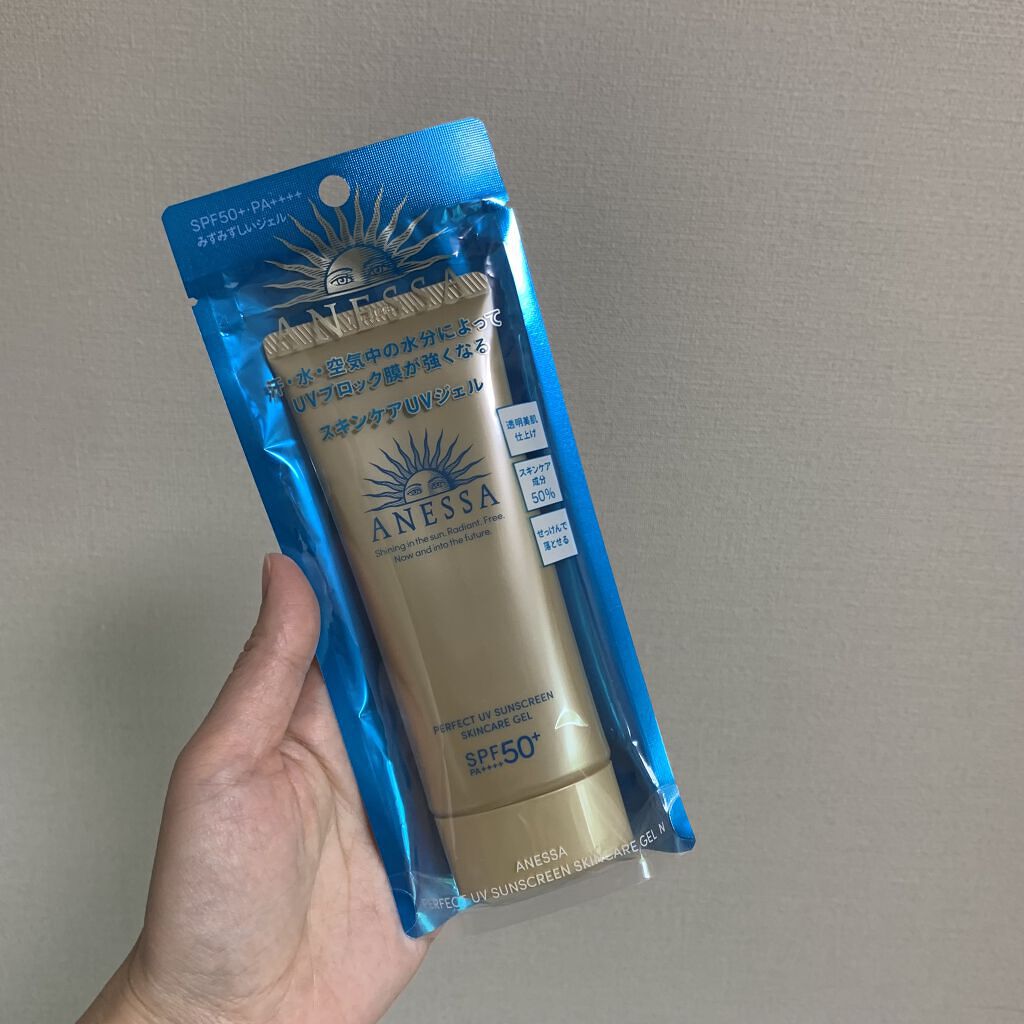 SPF50+・PA++++
みずみずしいジェル
ANESSA
汗・水・空気中の水分によって
UVブロック膜が強くなる
スキンケアUVジェル
透明美肌
仕上げ
スキンケア
成分
50%
せっけんで
落とせる
ANESSA
Shining in the sun. Radiant. Free.
Now and into the future.
PERFECT UV SUNSCREEN
SKINCARE GEL
SPF50+
PA++++
ANESSA
PERFECT UV SUNSCREEN SKINCARE GEL N